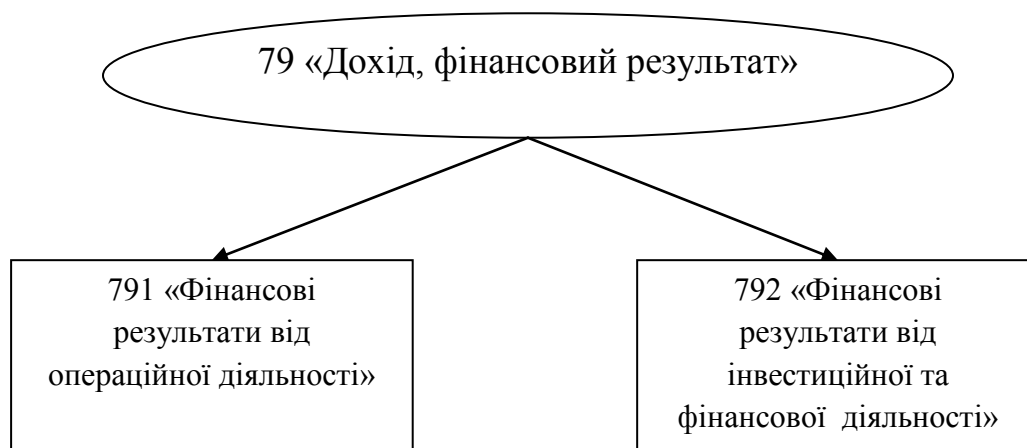 79 «Дохід, фінансовий результат»
791 «Фінансові
результати від
операційної діяльності»
792 «Фінансові
результати від
інвестиційної та
фінансової діяльності»